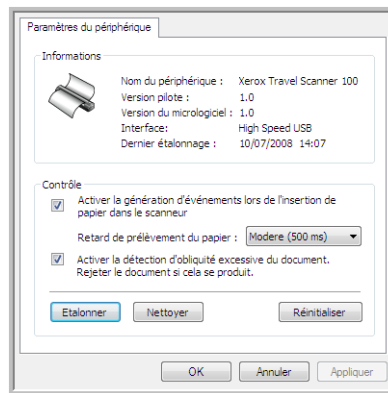 Paramètres du périphérique
Informations
Nom du périphérique : Xerox Travel Scanner 100
Version pilote : 1.0
Version du micrologiciel : 1.0
Interface: High Speed USB
Dernier étalonnage : 10/07/2008 14:07
Contrôle
Activer la génération d'événements lors de l'insertion de
papier dans le scanneur
Retard de prélèvement du papier : Modere (500 ms)
Activer la détection d'obliquité excessive du document.
Rejeter le document si cela se produit.
Etalonner Nettoyer Réinitialiser
OK Annuler Appliquer